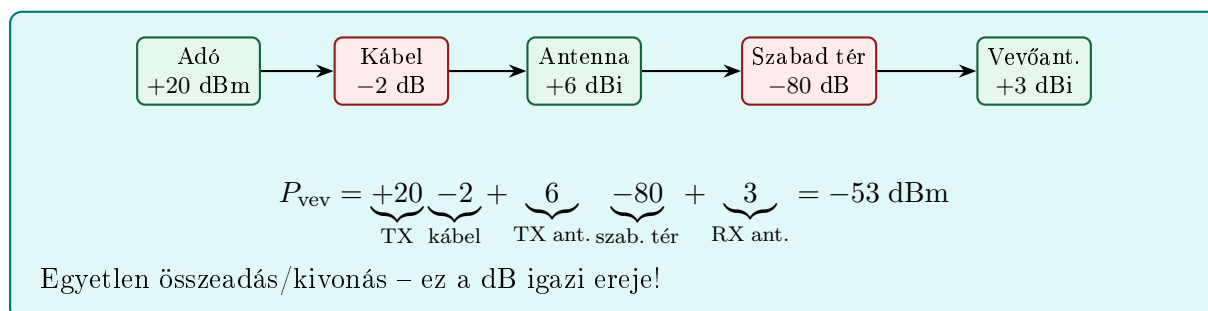 Adó
+20 dBm
Kábel
−2 dB
Antenna
+6 dBi
Szabad tér
−80 dB
Vevőant.
+3 dBi
P_vev = +20 −2 + 6 −80 + 3 = −53 dBm
TX kábel TX ant. szab. tér RX ant.
Egyetlen összeadás/kivonás – ez a dB igazi ereje!